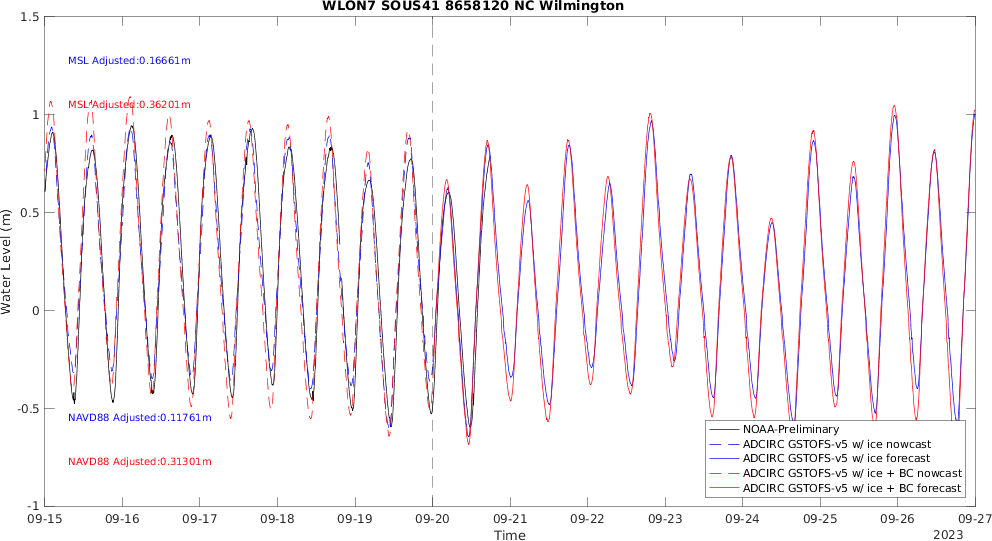 WLON7 SOUS41 8658120 NC Wilmington
1.5
1
0.5
0
-0.5
-1
Water Level (m)
MSL Adjusted:0.16661m
MSL Adjusted:0.36201m
NAVD88 Adjusted:0.11761m
NAVD88 Adjusted:0.31301m
NOAA-Preliminary
ADCIRC GSTOFS-v5 w/ ice nowcast
ADCIRC GSTOFS-v5 w/ ice forecast
ADCIRC GSTOFS-v5 w/ ice + BC nowcast
ADCIRC GSTOFS-v5 w/ ice + BC forecast
09-15 09-16 09-17 09-18 09-19 09-20 09-21 09-22 09-23 09-24 09-25 09-26 09-27
Time
2023